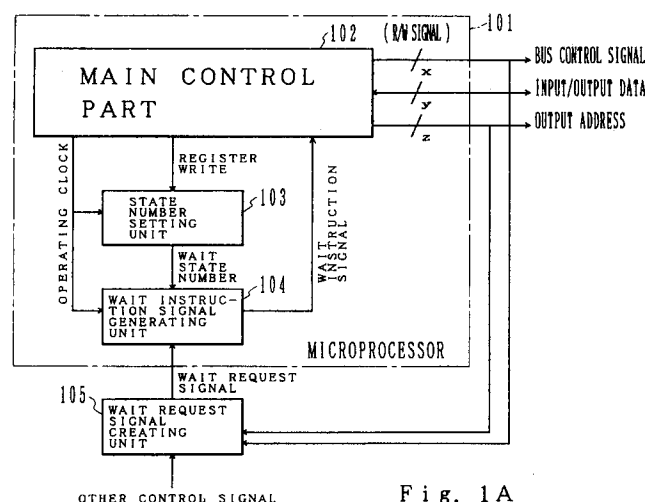 101
102
(R/W SIGNAL)
BUS CONTROL SIGNAL
x
MAIN CONTROL
PART
INPUT/OUTPUT DATA
y
OUTPUT ADDRESS
z
OPERATING CLOCK
REGISTER
WRITE
WAIT
INSTRUCTION
SIGNAL
103
STATE
NUMBER
SETTING
UNIT
WAIT
STATE
NUMBER
104
WAIT INSTRUC-
TION SIGNAL
GENERATING
UNIT
MICROPROCESSOR
WAIT REQUEST
SIGNAL
105
WAIT REQUEST
SIGNAL
CREATING
UNIT
OTHER CONTROL SIGNAL
Fig. 1A